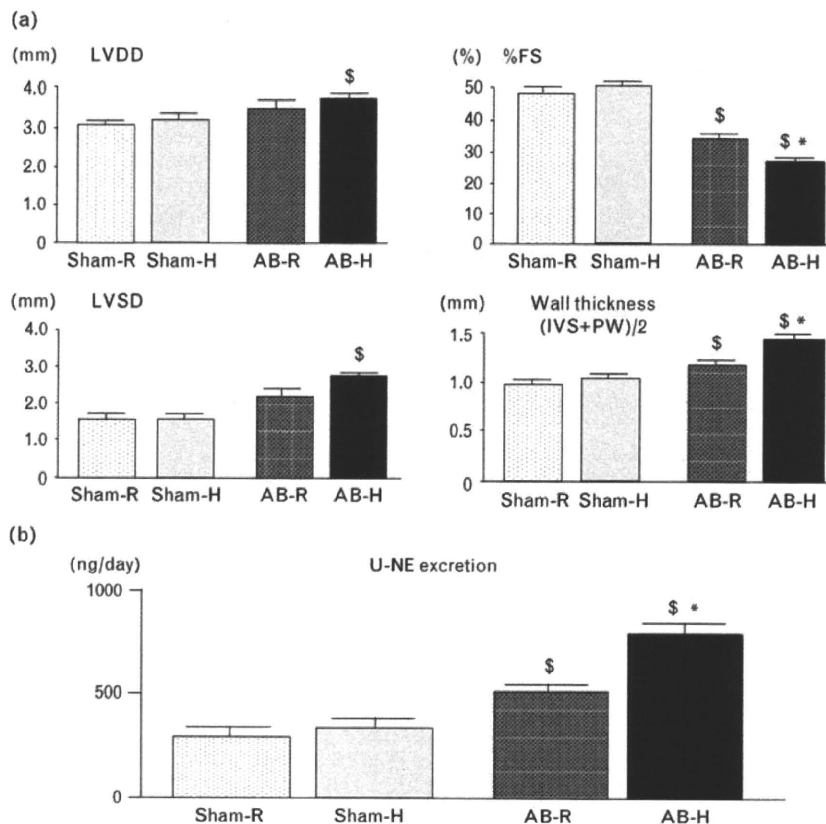 (a)
(mm) LVDD
4.0
3.0
2.0
1.0
0
$
Sham-R Sham-H AB-R AB-H
(%) %FS
50
40
30
20
10
0
$
$ *
Sham-R Sham-H AB-R AB-H
(mm) LVSD
4.0
3.0
2.0
1.0
0
$
Sham-R Sham-H AB-R AB-H
(mm) Wall thickness
(IVS+PW)/2
1.5
1.0
0.5
0
$
$ *
Sham-R Sham-H AB-R AB-H
(b)
(ng/day) U-NE excretion
1000
500
0
$
$ *
Sham-R Sham-H AB-R AB-H